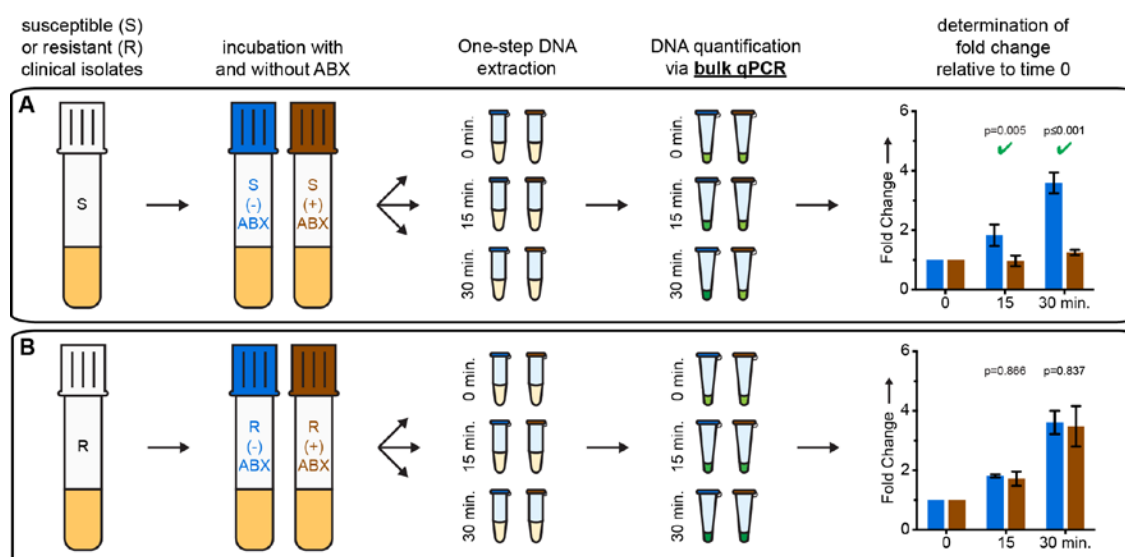 susceptible (S)
or resistant (R)
clinical isolates
incubation with
and without ABX
One-step DNA
extraction
DNA quantification
via bulk qPCR
determination of
fold change
relative to time 0
A
S
S
(-)
ABX
S
(+)
ABX
0 min.
15 min.
30 min.
0 min.
15 min.
30 min.
Fold Change
6
4
2
0
p=0.005
p≤0.001
✓
✓
0
15
30 min.
B
R
R
(-)
ABX
R
(+)
ABX
0 min.
15 min.
30 min.
0 min.
15 min.
30 min.
Fold Change
6
4
2
0
p=0.866
p=0.837
0
15
30 min.